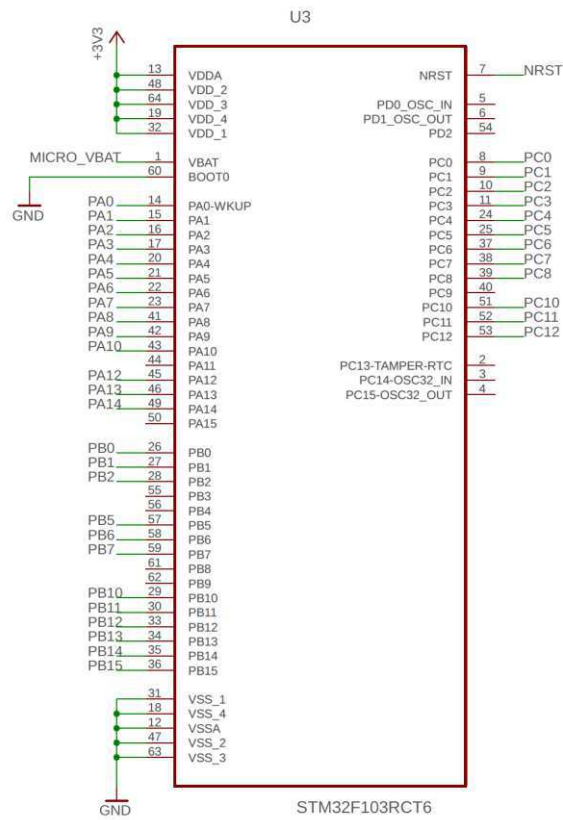 U3
+3V3
13 VDDA
48 VDD_2
64 VDD_3
19 VDD_4
32 VDD_1
MICRO_VBAT 1 VBAT
60 BOOT0
GND
PA0 14 PA0-WKUP
PA1 15 PA1
PA2 16 PA2
PA3 17 PA3
PA4 20 PA4
PA5 21 PA5
PA6 22 PA6
PA7 23 PA7
PA8 41 PA8
PA9 42 PA9
PA10 43 PA10
44 PA11
PA12 45 PA12
PA13 46 PA13
PA14 49 PA14
50 PA15
PB0 26 PB0
PB1 27 PB1
PB2 28 PB2
55 PB3
56 PB4
PB5 57 PB5
PB6 58 PB6
PB7 59 PB7
61 PB8
62 PB9
PB10 29 PB10
PB11 30 PB11
PB12 33 PB12
PB13 34 PB13
PB14 35 PB14
PB15 36 PB15
31 VSS_1
18 VSS_4
12 VSSA
47 VSS_2
63 VSS_3
GND
NRST 7 NRST
PD0_OSC_IN 5
PD1_OSC_OUT 6
PD2 54
PC0 8 PC0
PC1 9 PC1
PC2 10 PC2
PC3 11 PC3
PC4 24 PC4
PC5 25 PC5
PC6 37 PC6
PC7 38 PC7
PC8 39 PC8
PC9 40
PC10 51 PC10
PC11 52 PC11
PC12 53 PC12
PC13-TAMPER-RTC 2
PC14-OSC32_IN 3
PC15-OSC32_OUT 4
STM32F103RCT6